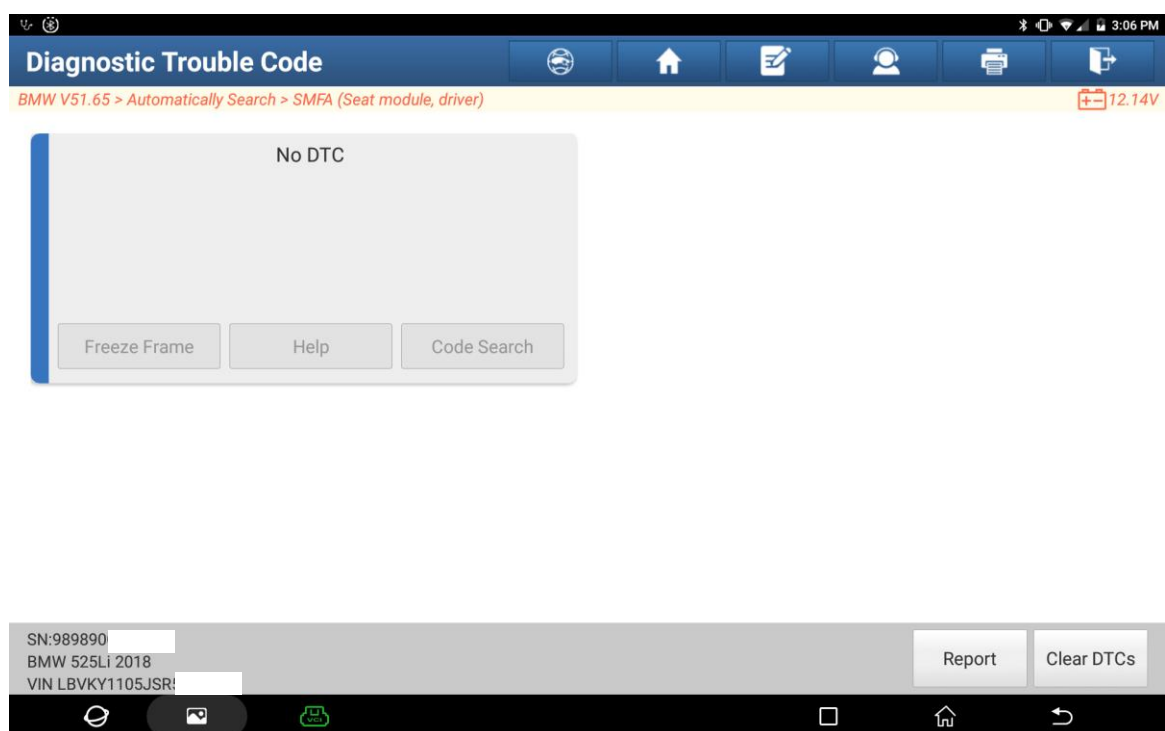 3:06 PM
Diagnostic Trouble Code
BMW V51.65 > Automatically Search > SMFA (Seat module, driver)
12.14V
No DTC
Freeze Frame
Help
Code Search
SN:989890
BMW 525Li 2018
VIN LBVKY1105JSR
Report
Clear DTCs
VCI